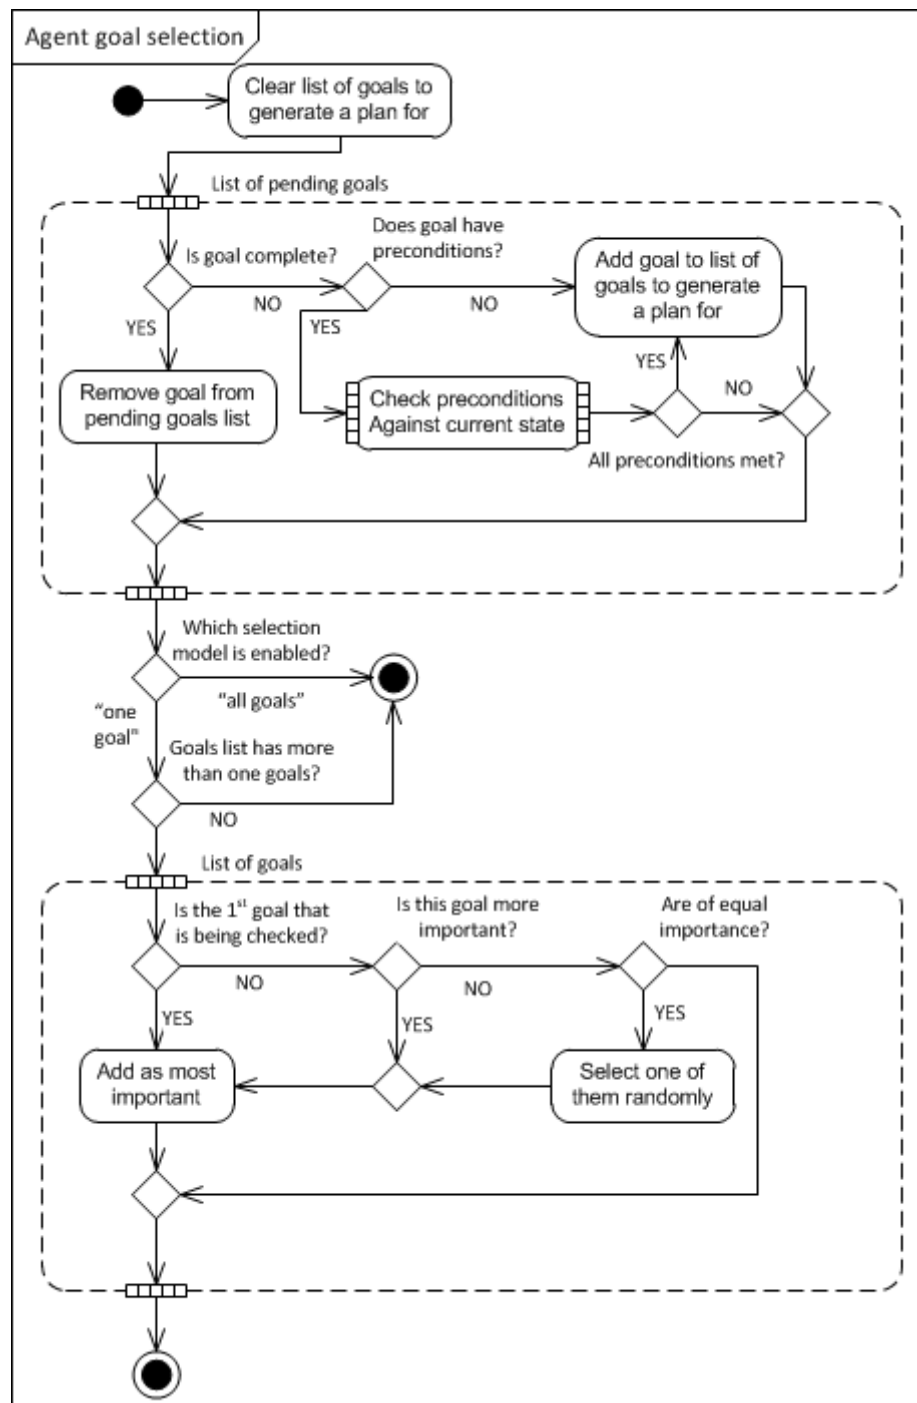 Agent goal selection
Clear list of goals to
generate a plan for
List of pending goals
Is goal complete?
Does goal have
preconditions?
Add goal to list of
goals to generate
a plan for
NO
NO
YES
YES
YES
NO
Remove goal from
pending goals list
Check preconditions
Against current state
All preconditions met?
Which selection
model is enabled?
"all goals"
"one
goal"
Goals list has more
than one goals?
NO
List of goals
Is the 1st goal that
is being checked?
Is this goal more
important?
Are of equal
importance?
NO
NO
YES
YES
YES
Add as most
important
Select one of
them randomly